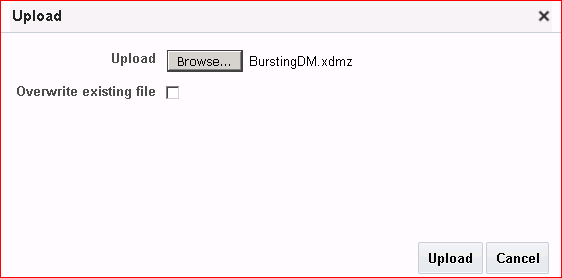 Upload
Upload Browse... BurstingDM.xdmz
Overwrite existing file
Upload Cancel